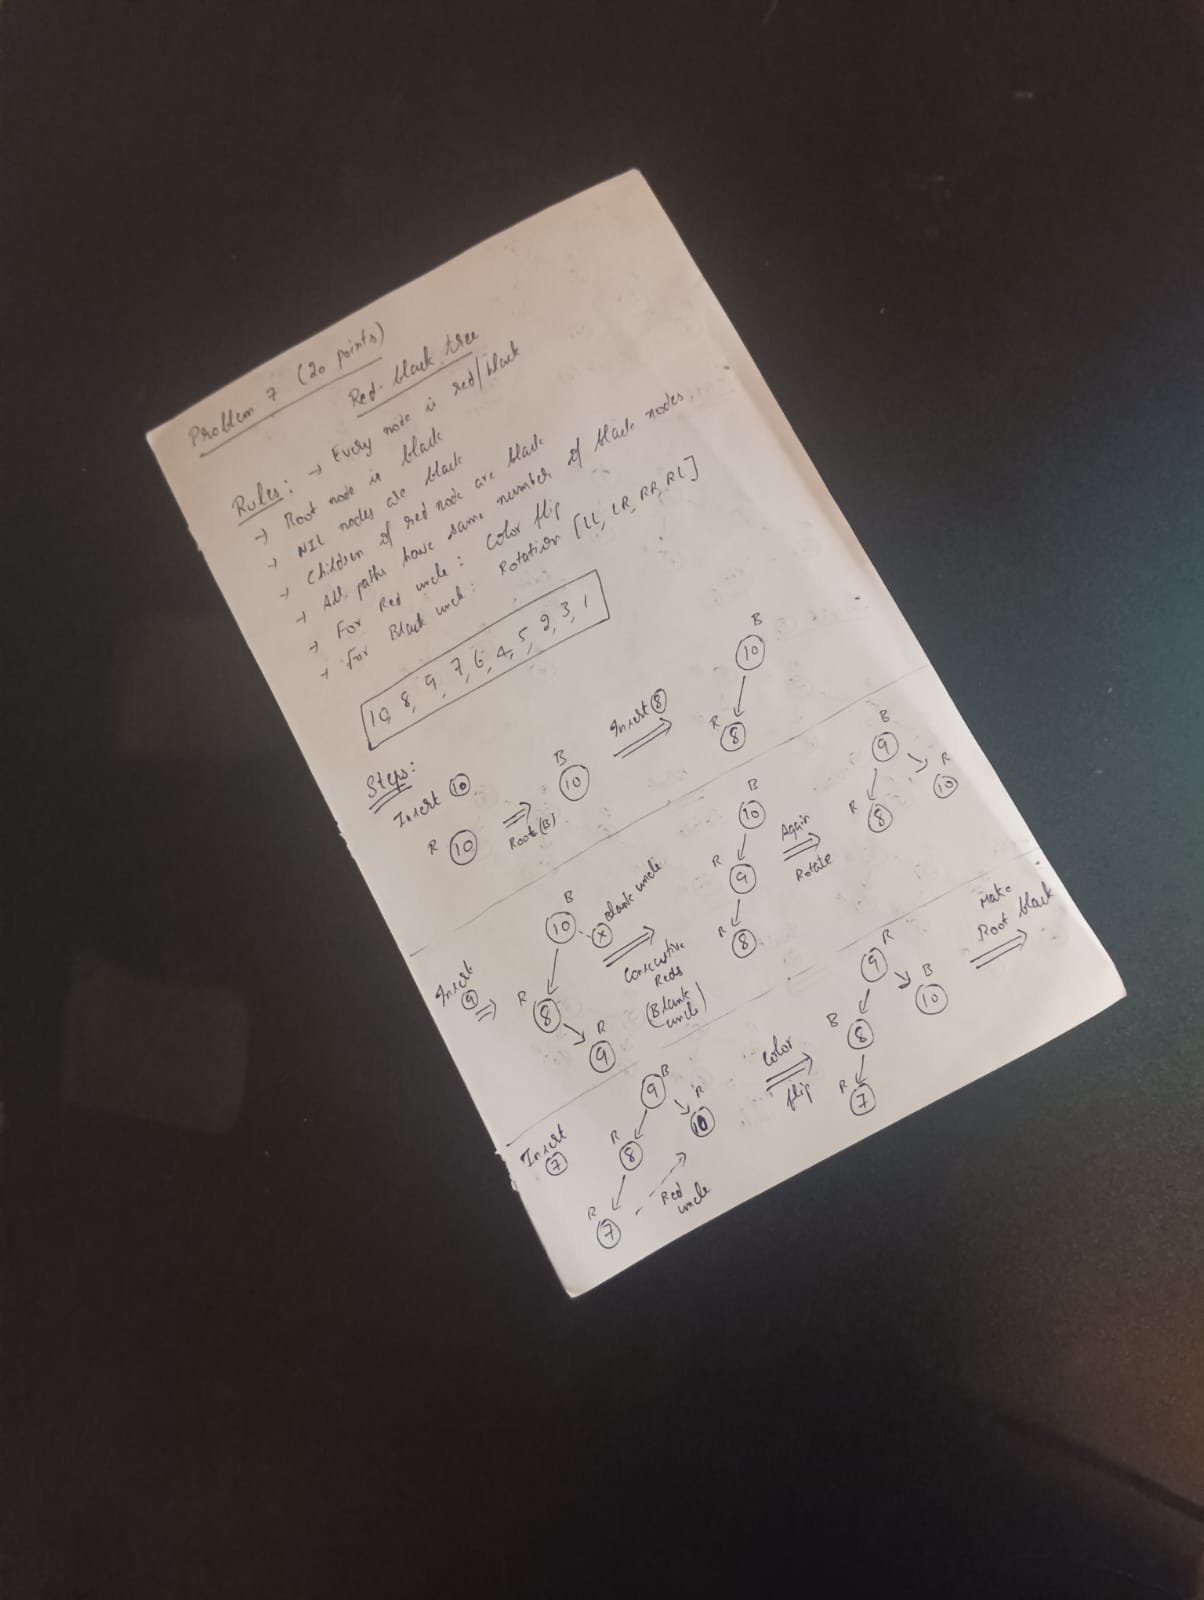 Problem 7 (20 points)
Red-black tree
Rules: → Every node is red/black
→ Root node is black
→ NIL nodes are black
→ Children of red node are black
→ All paths have same number of black nodes.
→ For Red uncle: Color flip
→ For Black uncle: Rotation [LL, LR, RR, RL]
10, 8, 9, 7, 6, 4, 5, 2, 3, 1
Steps:
Insert 10
R 10
⇒
Root (B)
B
10
Insert 8
⇒
B
10
R
8
Insert
9
⇒
B
10
X Black uncle
R
8
R
9
⇒
Consecutive
Reds
(Black
uncle)
B
10
R
9
R
8
Again
⇒
Rotate
B
9
R
8
R
10
Insert
7
9 B
R
8
R
10
R
7
Red
uncle
Color
⇒
flip
9 R
B
8
B
10
R
7
Make
Root black
⇒